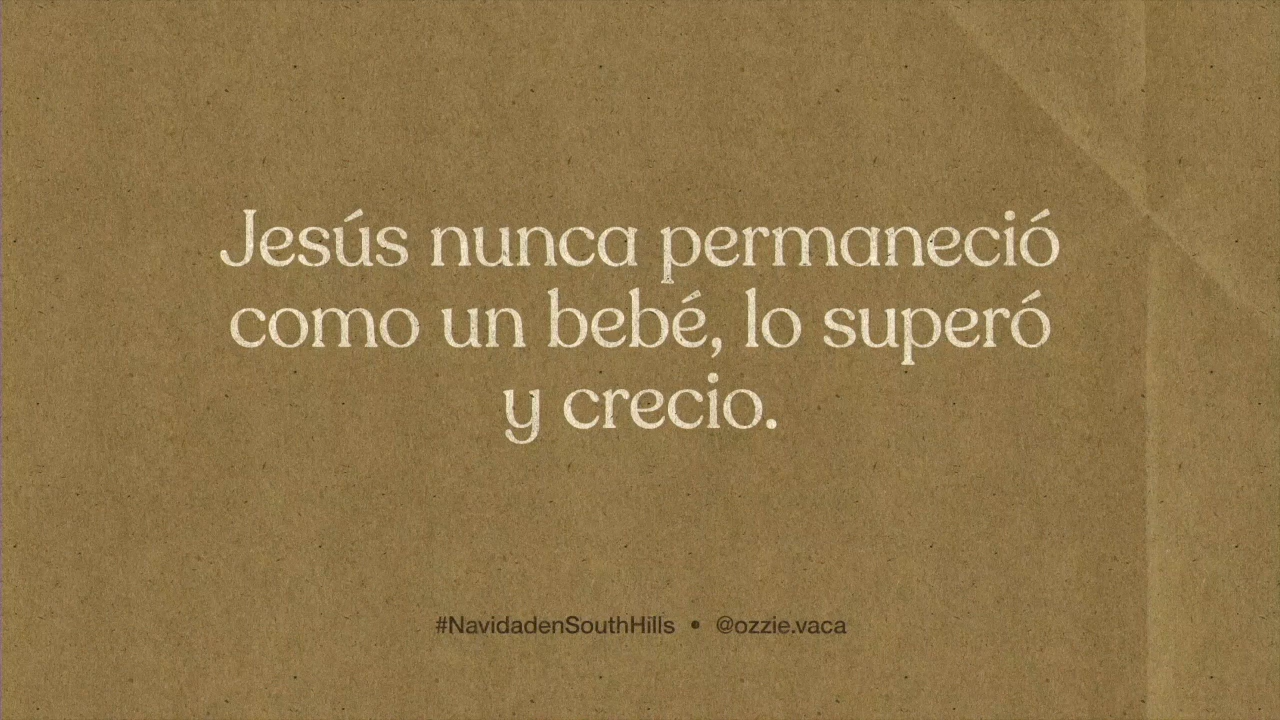 Jesús nunca permaneció
como un bebé, lo superó
y crecio.
#NavidadenSouthHills • @ozzie.vaca